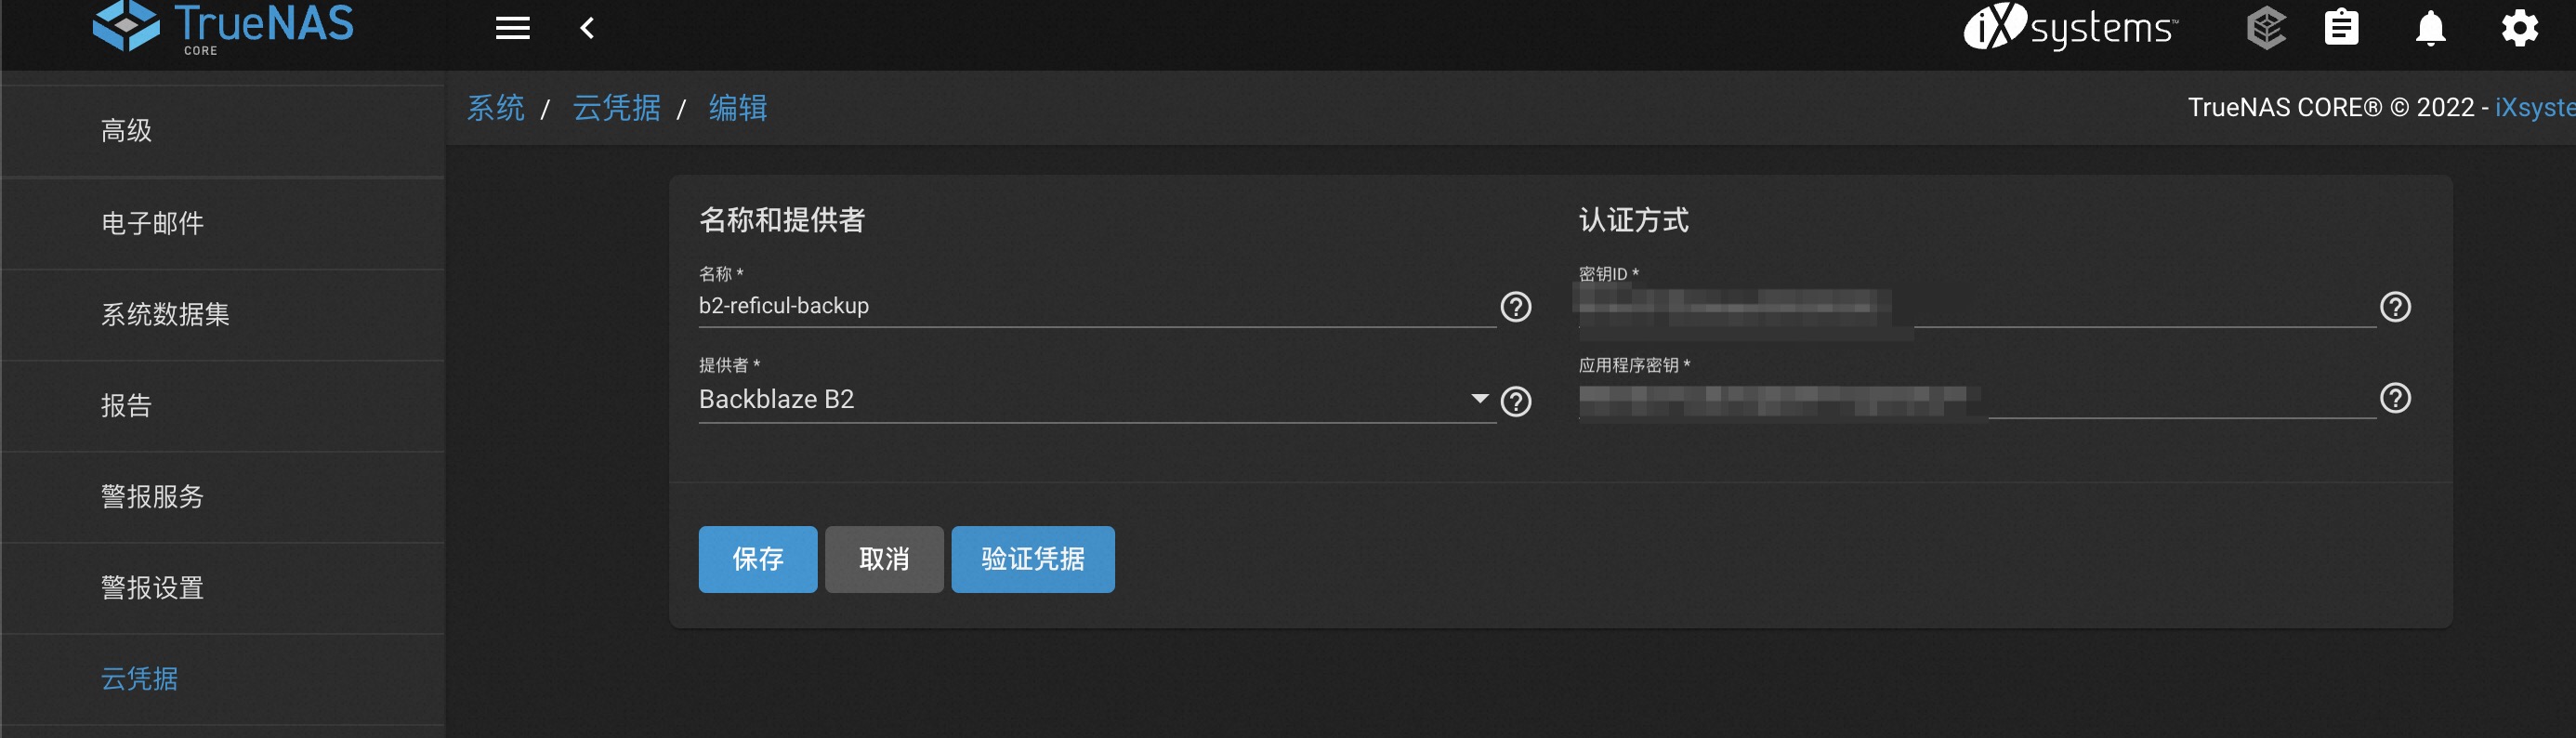 TrueNAS
CORE
iXsystems™
高级
电子邮件
系统数据集
报告
警报服务
警报设置
云凭据
系统 / 云凭据 / 编辑
TrueNAS CORE® © 2022 - iXsyste
名称和提供者
名称 *
b2-reficul-backup
提供者 *
Backblaze B2
认证方式
密钥ID *
应用程序密钥 *
保存 取消 验证凭据